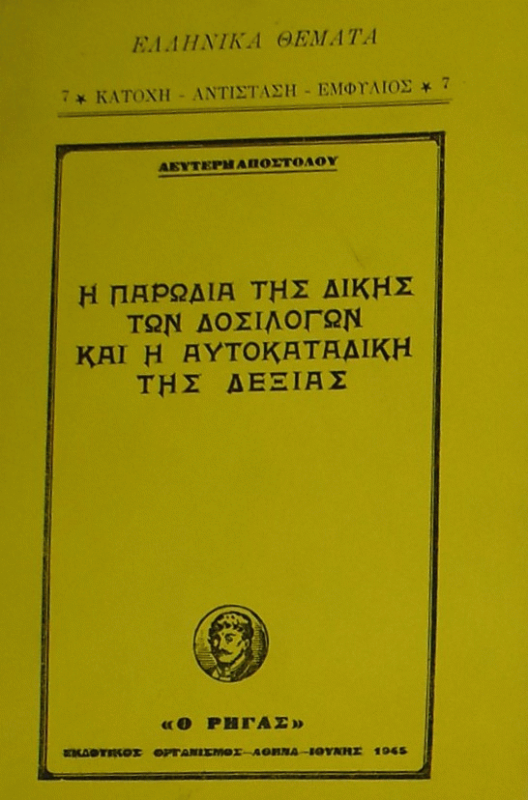 ΕΛΛΗΝΙΚΑ ΘΕΜΑΤΑ
7 ★ ΚΑΤΟΧΗ - ΑΝΤΙΣΤΑΣΗ - ΕΜΦΥΛΙΟΣ ★ 7
ΛΕΥΤΕΡΗ ΑΠΟΣΤΟΛΟΥ
Η ΠΑΡΩΔΙΑ ΤΗΣ ΔΙΚΗΣ
ΤΩΝ ΔΟΣΙΛΟΓΩΝ
ΚΑΙ Η ΑΥΤΟΚΑΤΑΔΙΚΗ
ΤΗΣ ΔΕΞΙΑΣ
«Ο ΡΗΓΑΣ»
ΕΚΔΟΤΙΚΟΣ ΟΡΓΑΝΙΣΜΟΣ—ΑΘΗΝΑ—ΙΟΥΝΗΣ 1945